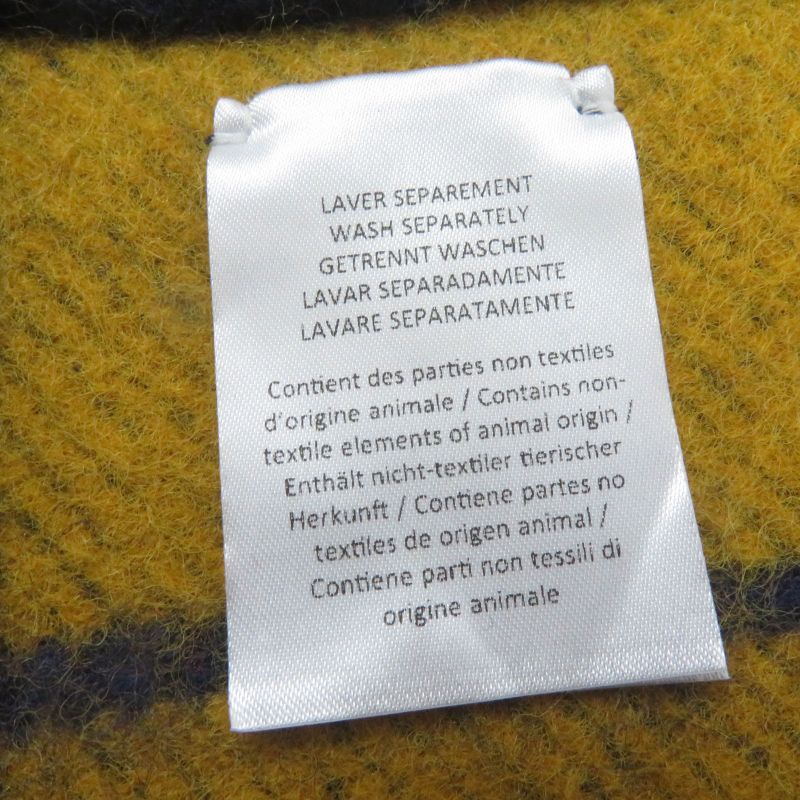 LAVER SEPAREMENT
WASH SEPARATELY
GETRENNT WASCHEN
LAVAR SEPARADAMENTE
LAVARE SEPARATAMENTE
Contient des parties non textiles
d'origine animale / Contains non-
textile elements of animal origin /
Enthält nicht-textiler tierischer
Herkunft / Contiene partes no
textiles de origen animal /
Contiene parti non tessili di
origine animale